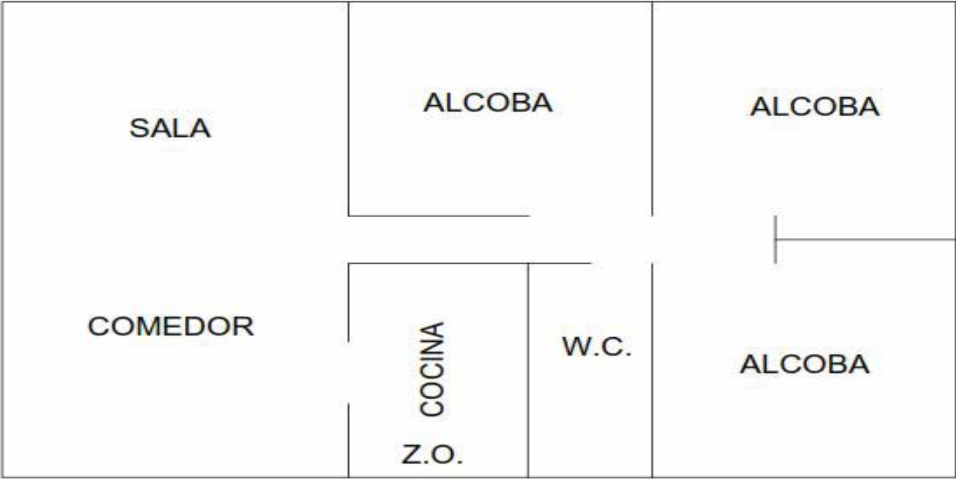 SALA
ALCOBA
ALCOBA
COMEDOR
COCINA
Z.O.
W.C.
ALCOBA